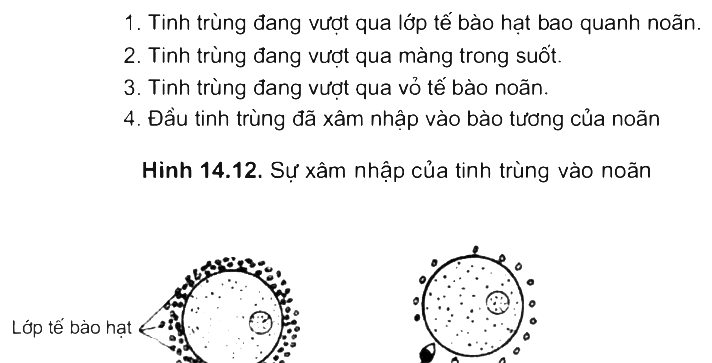 1. Tinh trùng đang vượt qua lớp tế bào hạt bao quanh noãn.
2. Tinh trùng đang vượt qua màng trong suốt.
3. Tinh trùng đang vượt qua vỏ tế bào noãn.
4. Đầu tinh trùng đã xâm nhập vào bào tương của noãn
Hình 14.12. Sự xâm nhập của tinh trùng vào noãn
Lớp tế bào hạt